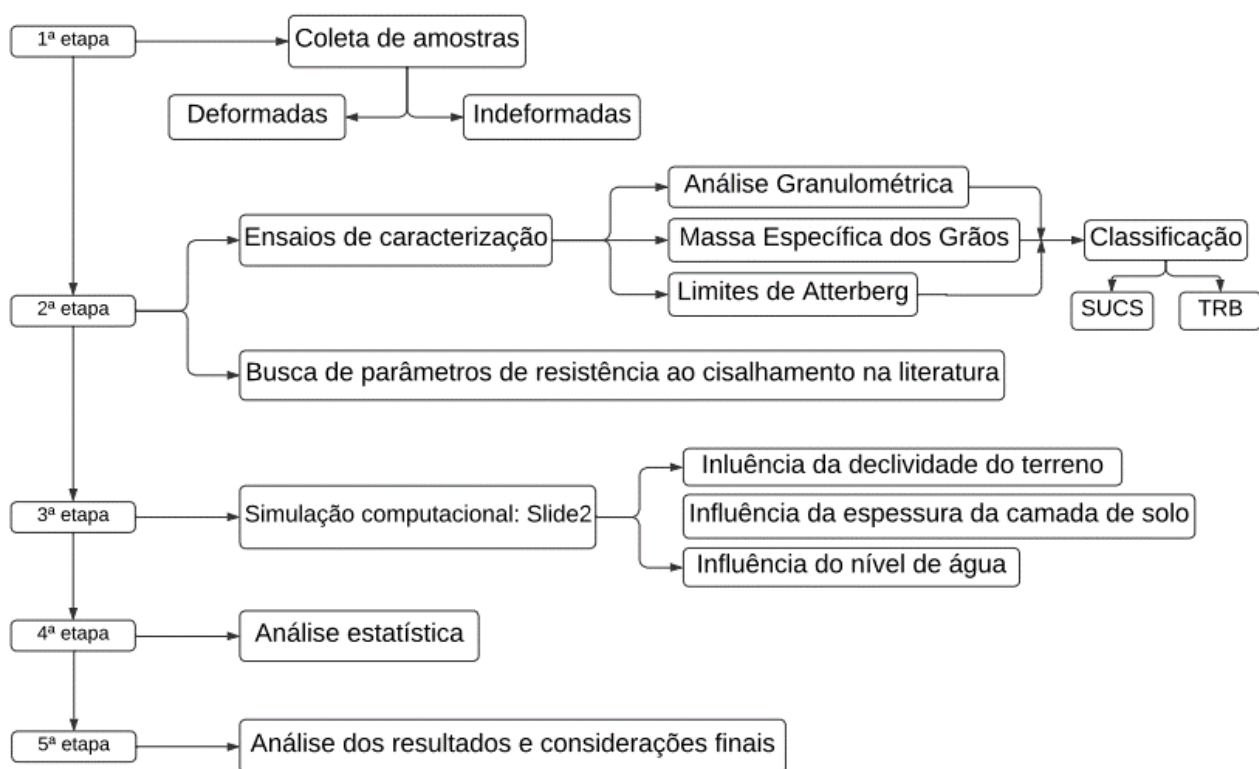 1ª etapa
Coleta de amostras
Deformadas
Indeformadas
Análise Granulométrica
Ensaios de caracterização
Massa Específica dos Grãos
Classificação
Limites de Atterberg
SUCS
TRB
2ª etapa
Busca de parâmetros de resistência ao cisalhamento na literatura
Inluência da declividade do terreno
3ª etapa
Simulação computacional: Slide2
Influência da espessura da camada de solo
Influência do nível de água
4ª etapa
Análise estatística
5ª etapa
Análise dos resultados e considerações finais